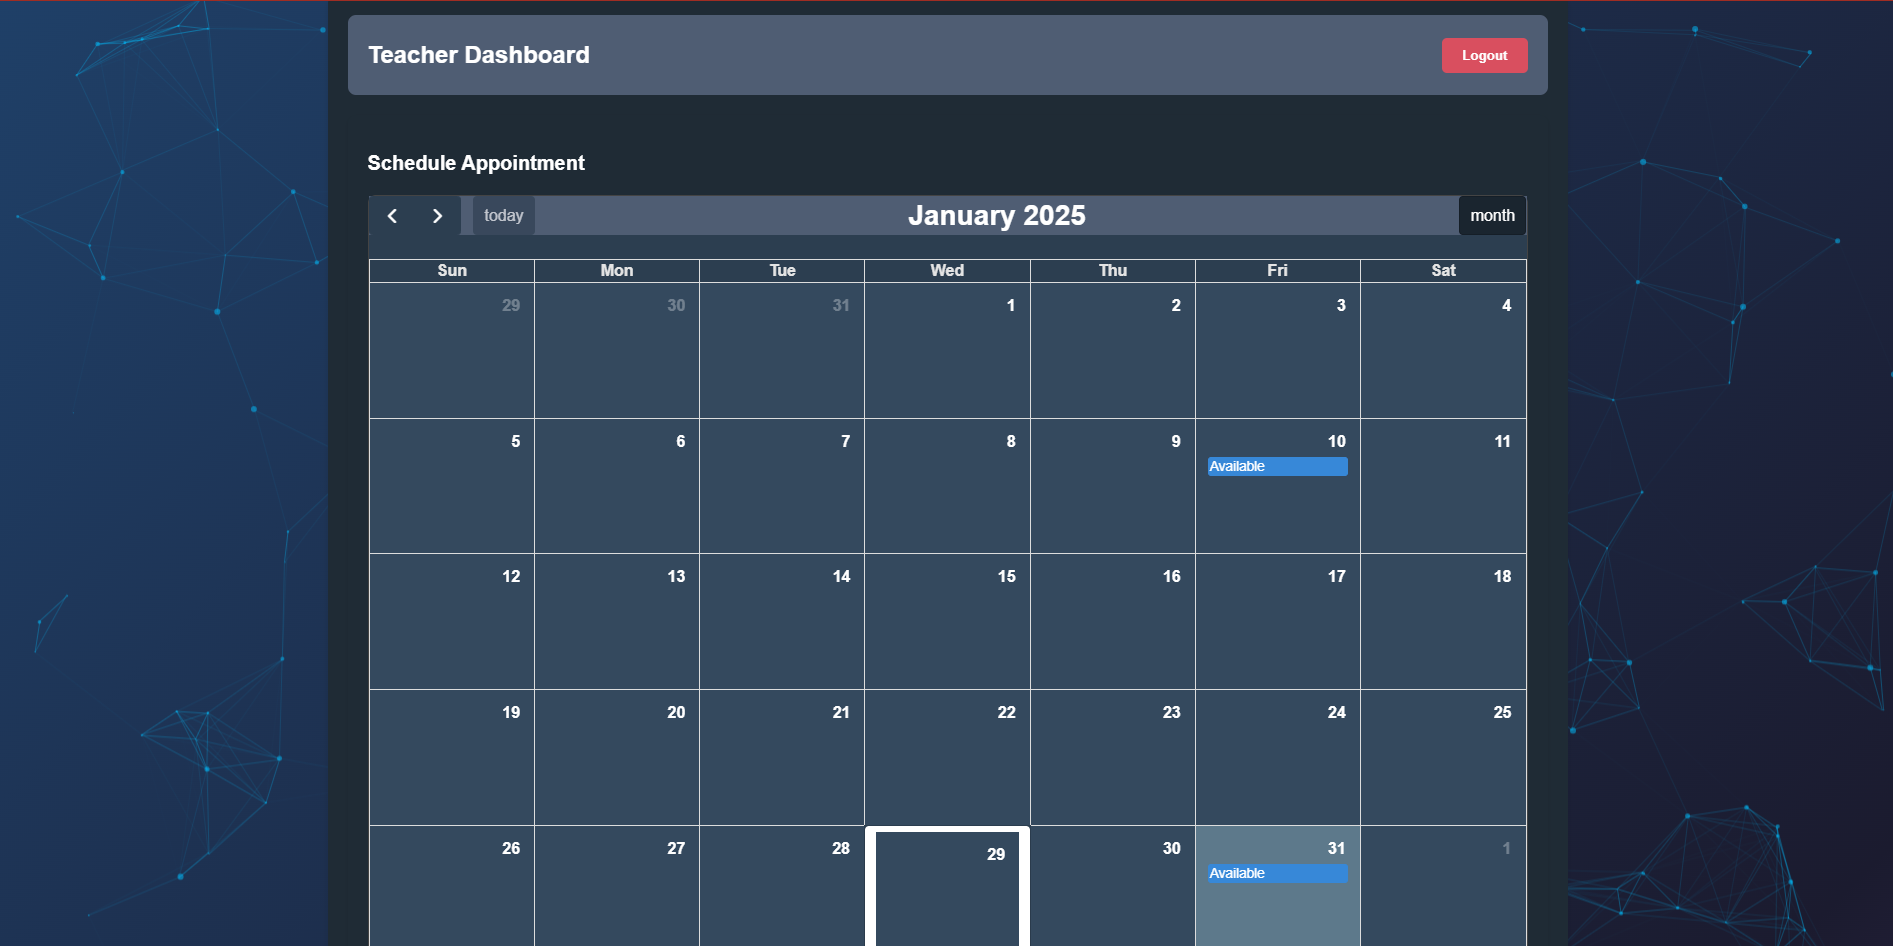 Teacher Dashboard
Logout
Schedule Appointment
today
January 2025
month
Sun Mon Tue Wed Thu Fri Sat
29 30 31 1 2 3 4
5 6 7 8 9 10 11
Available
12 13 14 15 16 17 18
19 20 21 22 23 24 25
26 27 28 29 30 31 1
Available